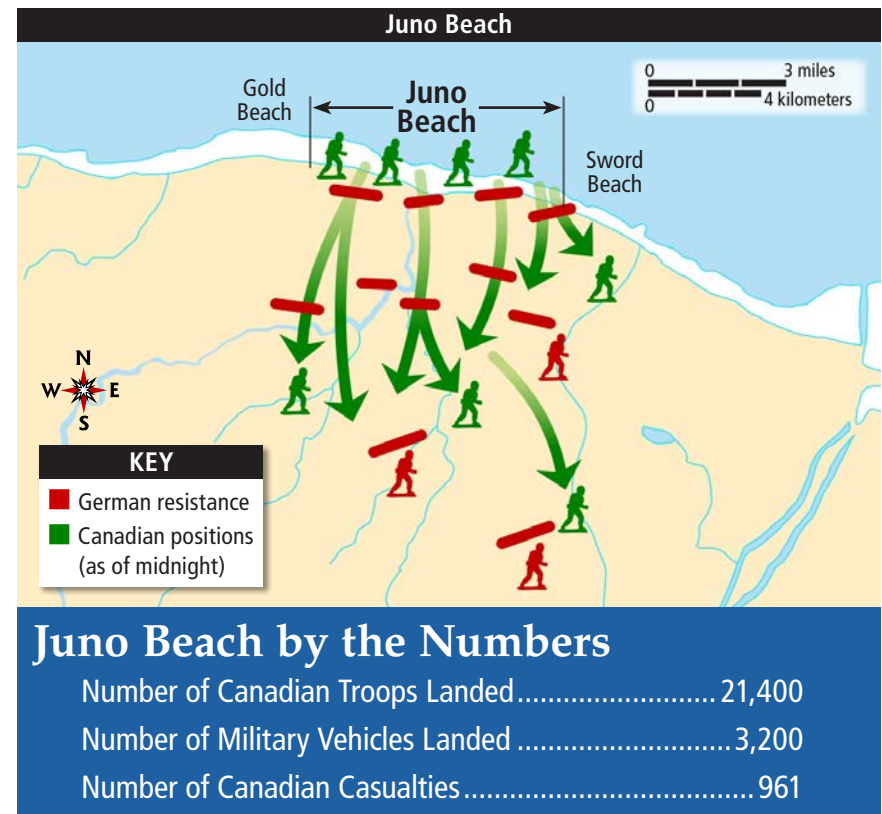 Juno Beach
Gold
Beach
Juno
Beach
Sword
Beach
0 3 miles
0 4 kilometers
N
W E
S
KEY
German resistance
Canadian positions
(as of midnight)
Juno Beach by the Numbers
Number of Canadian Troops Landed.......................... 21,400
Number of Military Vehicles Landed ............................ 3,200
Number of Canadian Casualties...................................... 961